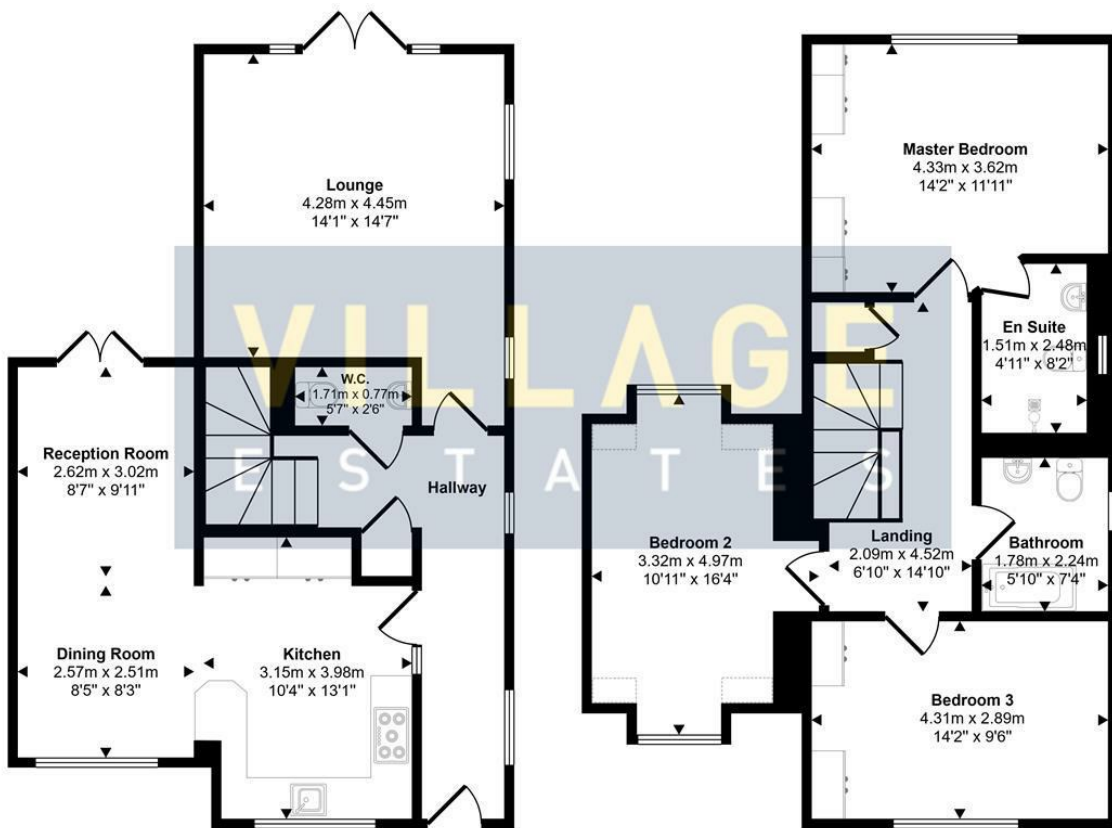 Lounge
4.28m x 4.45m
14'1" x 14'7"
Master Bedroom
4.33m x 3.62m
14'2" x 11'11"
VILLAGE
ESTATES
W.C.
1.71m x 0.77m
5'7" x 2'6"
En Suite
1.51m x 2.48m
4'11" x 8'2"
Reception Room
2.62m x 3.02m
8'7" x 9'11"
Hallway
Bedroom 2
3.32m x 4.97m
10'11" x 16'4"
Landing
2.09m x 4.52m
6'10" x 14'10"
Bathroom
1.78m x 2.24m
5'10" x 7'4"
Dining Room
2.57m x 2.51m
8'5" x 8'3"
Kitchen
3.15m x 3.98m
10'4" x 13'1"
Bedroom 3
4.31m x 2.89m
14'2" x 9'6"